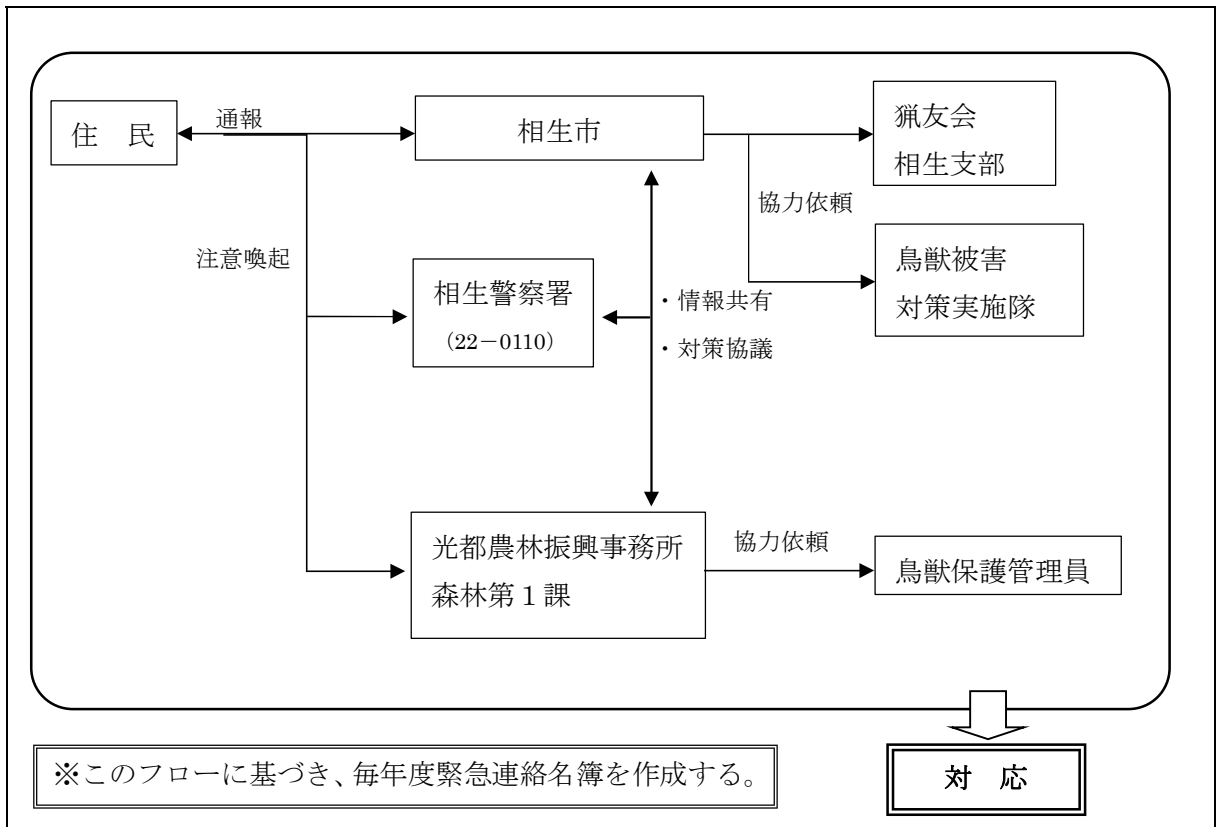 住　民
通報
相生市
猟友会
相生支部
協力依頼
注意喚起
相生警察署
（22－0110）
・情報共有
・対策協議
鳥獣被害
対策実施隊
光都農林振興事務所
森林第１課
協力依頼
鳥獣保護管理員
※このフローに基づき、毎年度緊急連絡名簿を作成する。
対　応